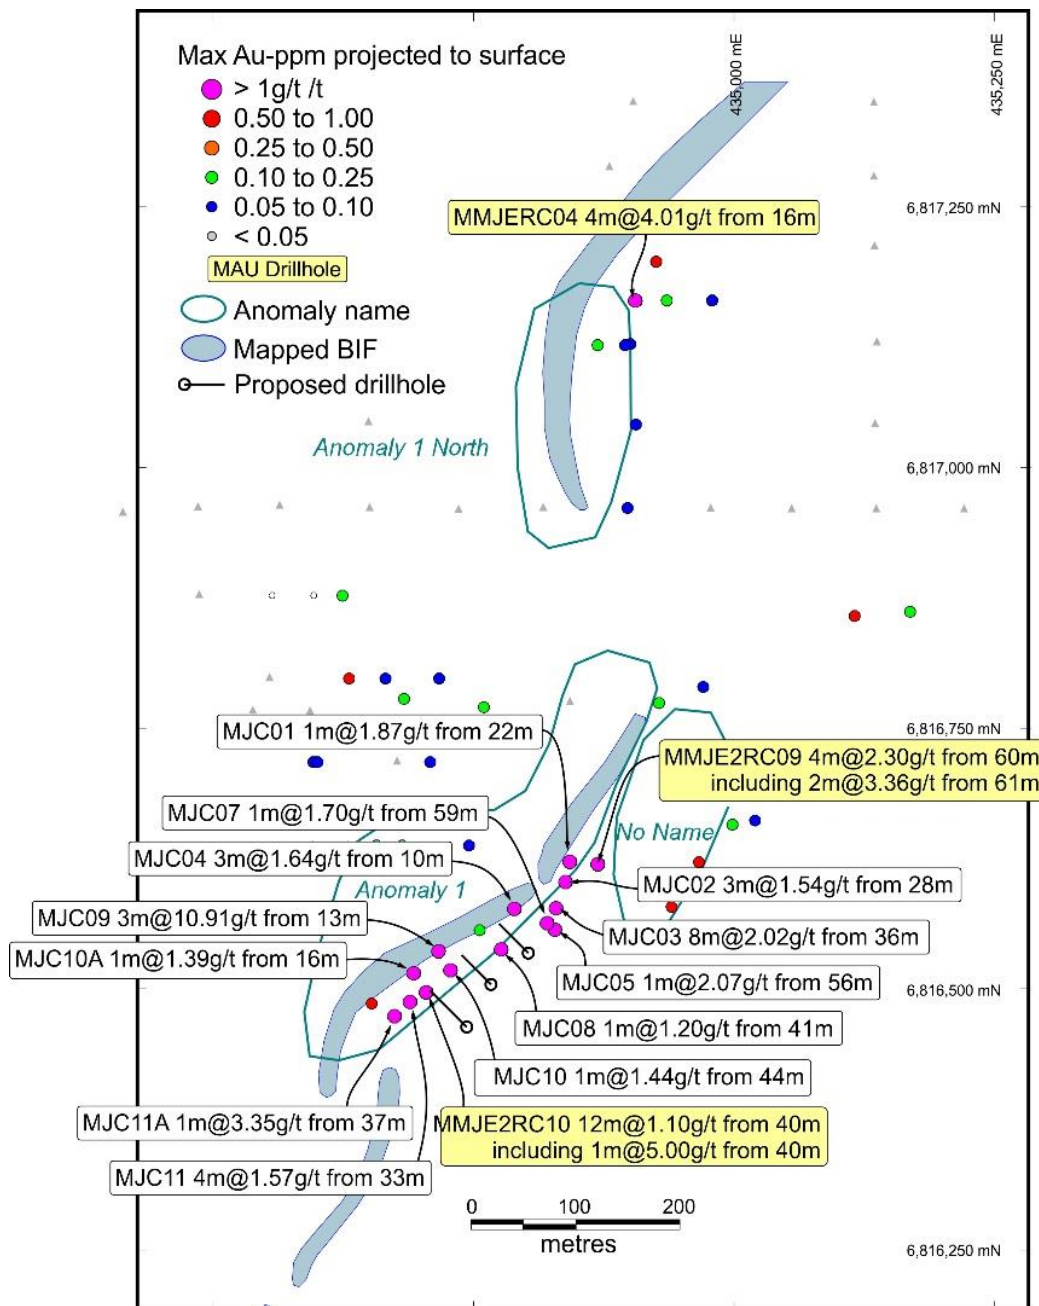 435,000 mE
435,250 mE
Max Au-ppm projected to surface
> 1g/t /t
0.50 to 1.00
0.25 to 0.50
0.10 to 0.25
0.05 to 0.10
< 0.05
MAU Drillhole
Anomaly name
Mapped BIF
Proposed drillhole
MMJERC04 4m@4.01g/t from 16m
6,817,250 mN
Anomaly 1 North
6,817,000 mN
MJC01 1m@1.87g/t from 22m
6,816,750 mN
MMJE2RC09 4m@2.30g/t from 60m
including 2m@3.36g/t from 61m
MJC07 1m@1.70g/t from 59m
No Name
MJC04 3m@1.64g/t from 10m
Anomaly 1
MJC02 3m@1.54g/t from 28m
MJC09 3m@10.91g/t from 13m
MJC03 8m@2.02g/t from 36m
MJC10A 1m@1.39g/t from 16m
MJC05 1m@2.07g/t from 56m
6,816,500 mN
MJC08 1m@1.20g/t from 41m
MJC10 1m@1.44g/t from 44m
MJC11A 1m@3.35g/t from 37m
MMJE2RC10 12m@1.10g/t from 40m
including 1m@5.00g/t from 40m
MJC11 4m@1.57g/t from 33m
0 100 200
metres
6,816,250 mN